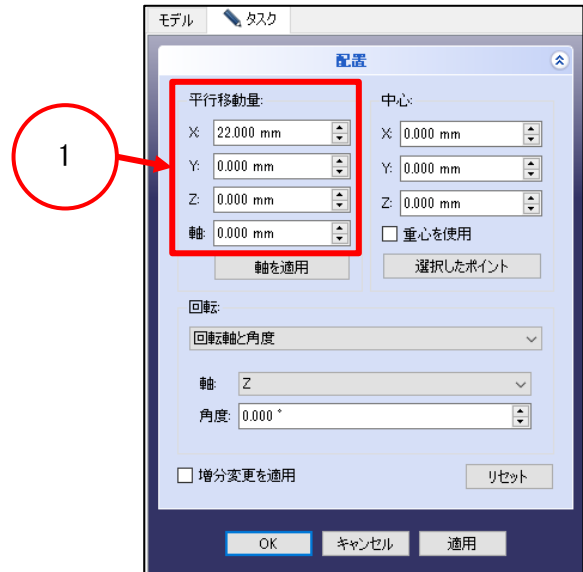 モデル タスク
配置
平行移動量:
X: 22.000 mm
Y: 0.000 mm
Z: 0.000 mm
軸: 0.000 mm
軸を適用
中心:
X: 0.000 mm
Y: 0.000 mm
Z: 0.000 mm
重心を使用
選択したポイント
1
回転:
回転軸と角度
軸: Z
角度: 0.000 °
増分変更を適用
リセット
OK キャンセル 適用